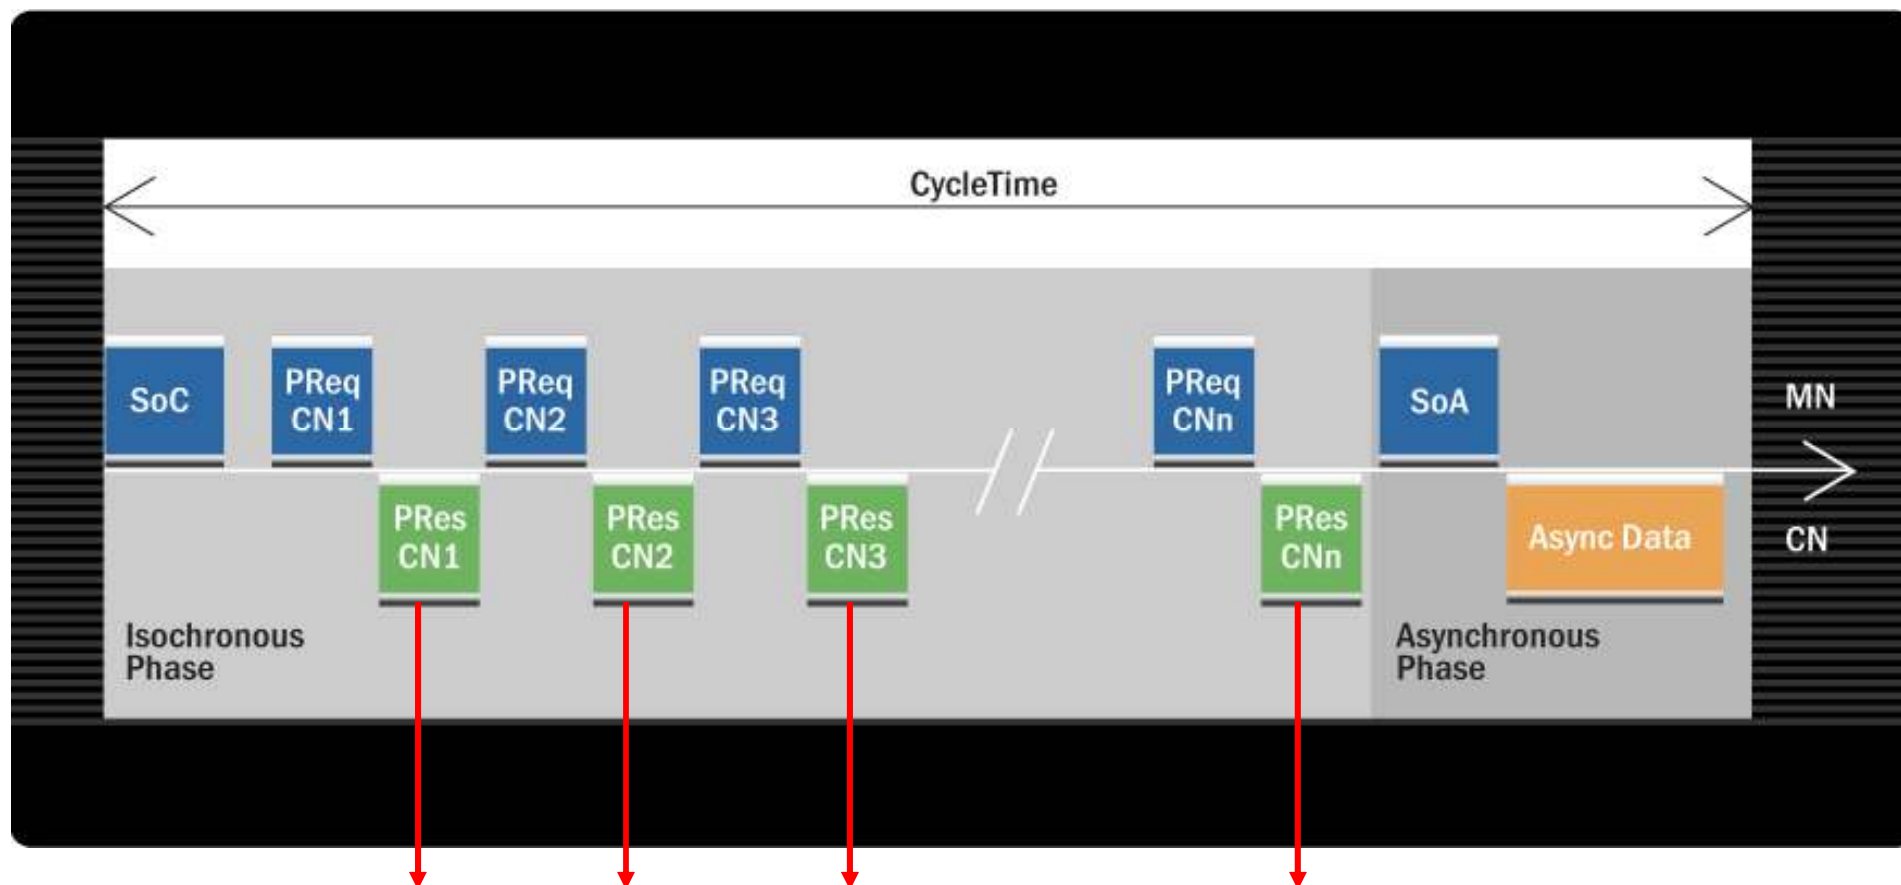 CycleTime
SoC
PReq
CN1
PReq
CN2
PReq
CN3
PReq
CNn
SoA
MN
PRes
CN1
PRes
CN2
PRes
CN3
PRes
CNn
Async Data
CN
Isochronous
Phase
Asynchronous
Phase